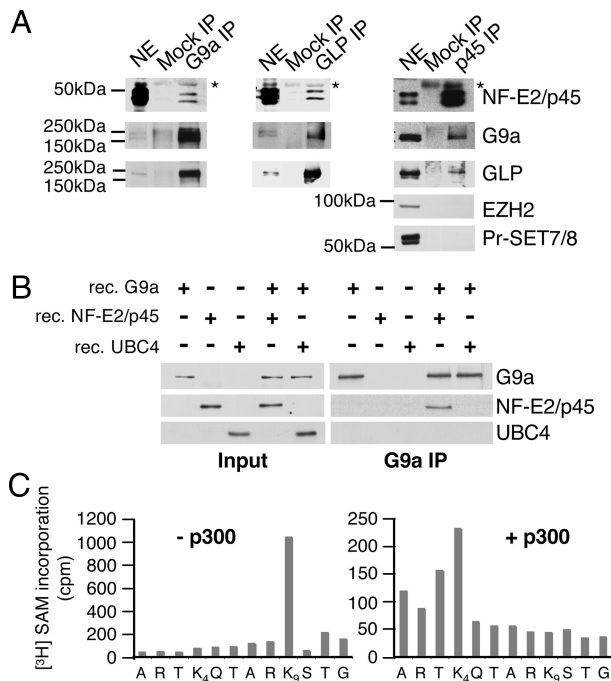 A
NE Mock IP G9a IP NE Mock IP GLP IP NE Mock IP p45 IP
50kDa * * * NF-E2/p45
250kDa
150kDa G9a
250kDa
150kDa GLP
100kDa EZH2
50kDa Pr-SET7/8
B
rec. G9a + - - + + + - - + +
rec. NF-E2/p45 - + - + - - + - + -
rec. UBC4 - - + - + - - + - +
G9a
NF-E2/p45
UBC4
Input G9a IP
C
[³H] SAM incorporation
(cpm)
1200
1000
800
600
400
200
0
- p300
A R T K₄ Q T A R K₉ S T G
250
200
150
100
50
0
+ p300
A R T K₄ Q T A R K₉ S T G